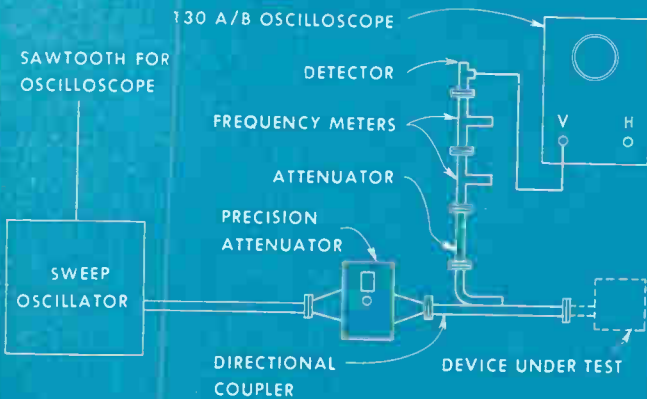 130 A/B OSCILLOSCOPE
SAWTOOTH FOR
OSCILLOSCOPE
DETECTOR
FREQUENCY METERS
V
H
ATTENUATOR
PRECISION
ATTENUATOR
SWEEP
OSCILLATOR
DIRECTIONAL
COUPLER
DEVICE UNDER TEST